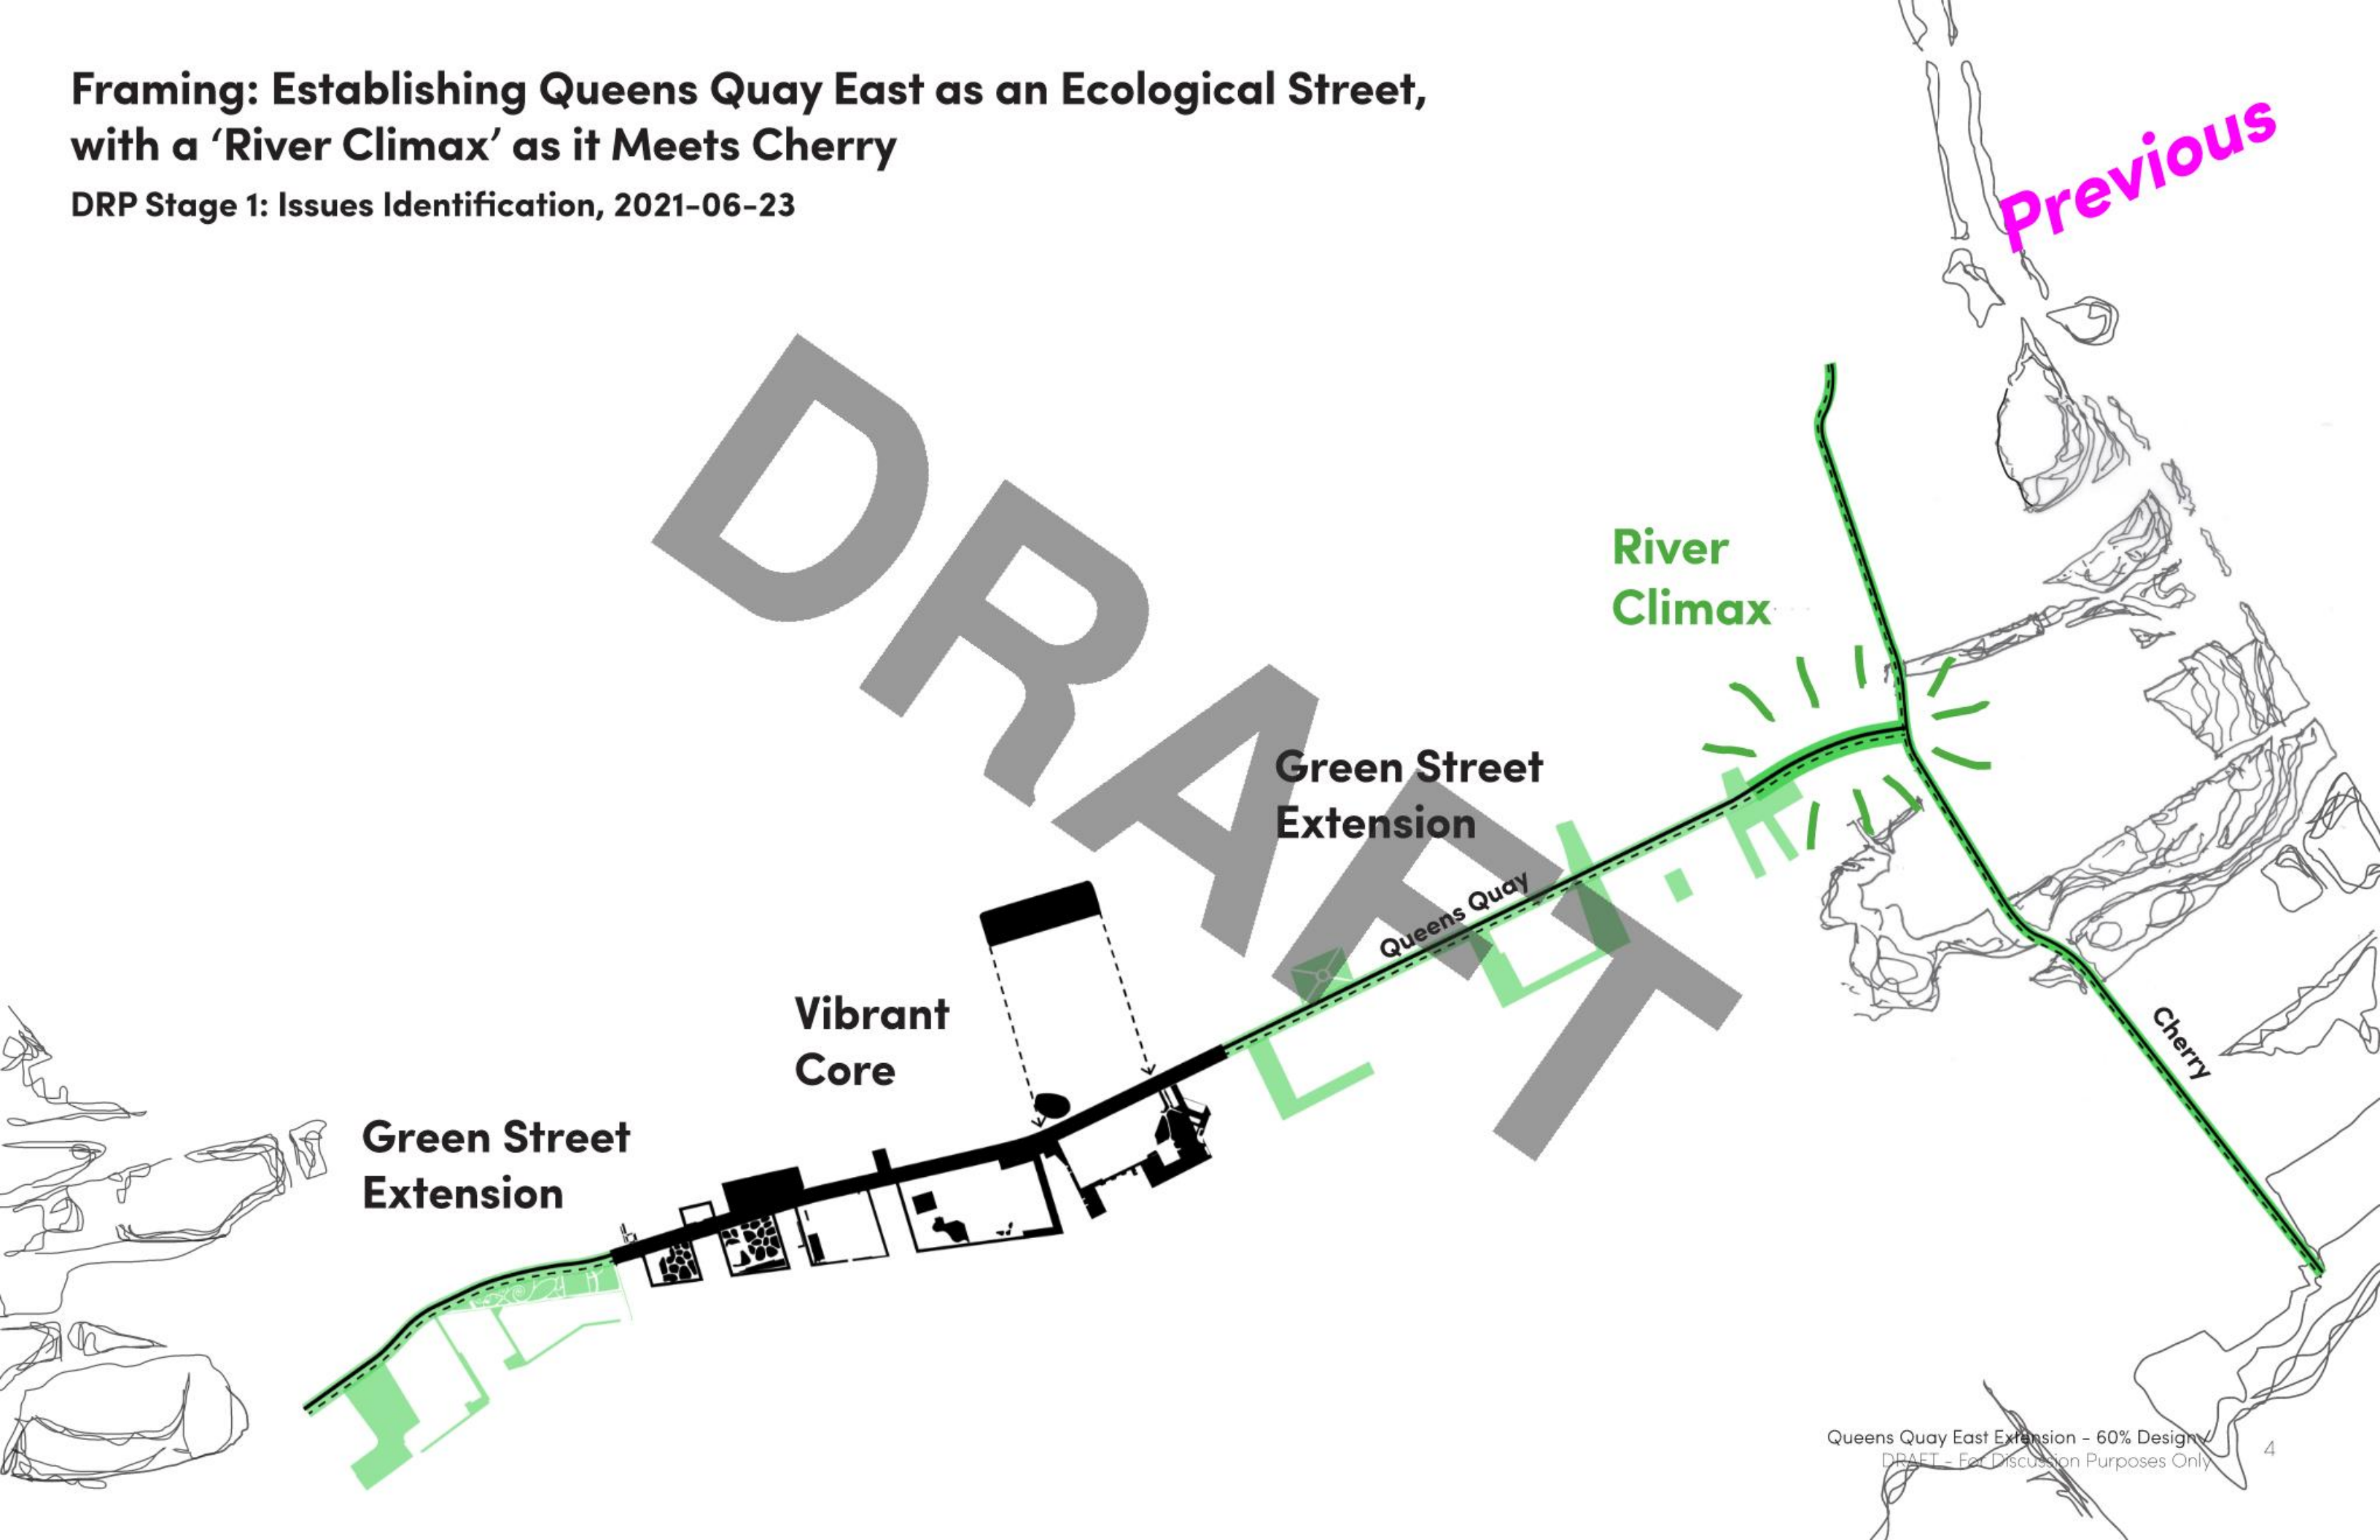 Framing: Establishing Queens Quay East as an Ecological Street,
with a ‘River Climax’ as it Meets Cherry
DRP Stage 1: Issues Identification, 2021-06-23
Previous
DRAFT
River
Climax
Green Street
Extension
Queens Quay
Vibrant
Core
Cherry
Green Street
Extension
Queens Quay East Extension - 60% Design
DRAFT - For Discussion Purposes Only
4